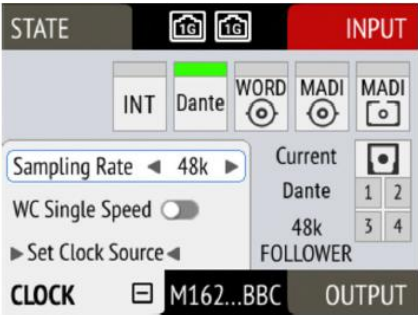 STATE 1G 1G INPUT
INT Dante WORD MADI MADI
Sampling Rate ◀ 48k ▶ Current
WC Single Speed Dante 1 2
▶ Set Clock Source ◀ 48k 3 4
FOLLOWER
CLOCK M162...BBC OUTPUT